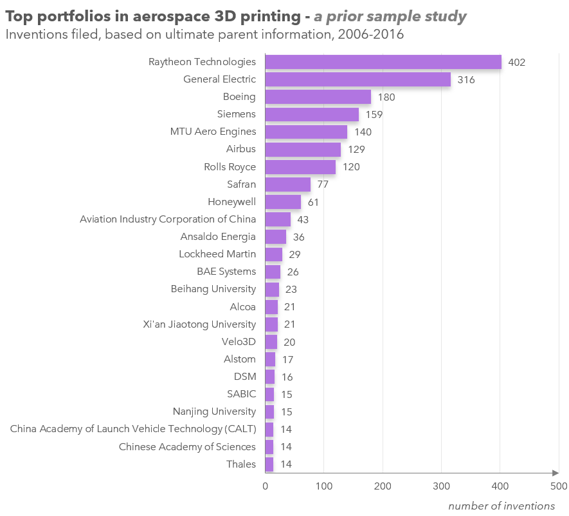 Top portfolios in aerospace 3D printing - a prior sample study
Inventions filed, based on ultimate parent information, 2006-2016
Raytheon Technologies 402
General Electric 316
Boeing 180
Siemens 159
MTU Aero Engines 140
Airbus 129
Rolls Royce 120
Safran 77
Honeywell 61
Aviation Industry Corporation of China 43
Ansaldo Energia 36
Lockheed Martin 29
BAE Systems 26
Beihang University 23
Alcoa 21
Xi'an Jiaotong University 21
Velo3D 20
Alstom 17
DSM 16
SABIC 15
Nanjing University 15
China Academy of Launch Vehicle Technology (CALT) 14
Chinese Academy of Sciences 14
Thales 14
0 100 200 300 400 500
number of inventions